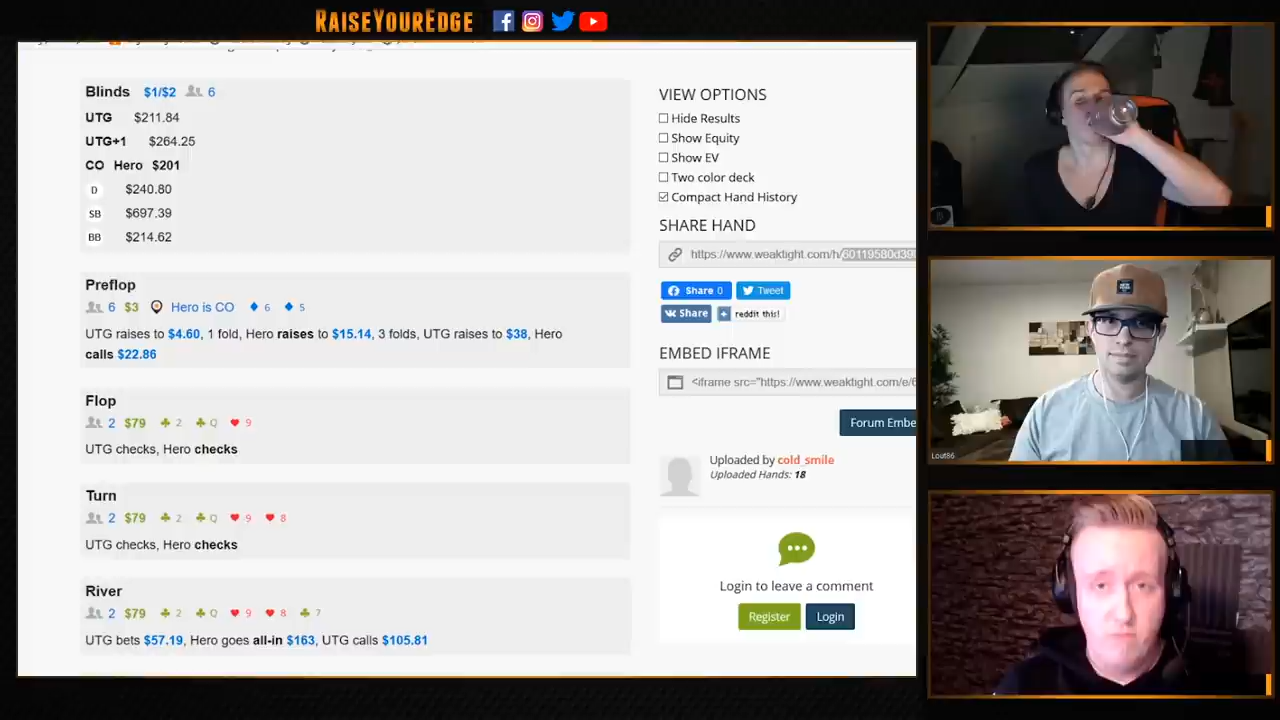 RaiseYourEdge
Blinds $1/$2 6
UTG $211.84
UTG+1 $264.25
CO Hero $201
D $240.80
SB $697.39
BB $214.62
Preflop
6 $3 Hero is CO 6 5
UTG raises to $4.60, 1 fold, Hero raises to $15.14, 3 folds, UTG raises to $38, Hero
calls $22.86
Flop
2 $79 2 Q 9
UTG checks, Hero checks
Turn
2 $79 2 Q 9 8
UTG checks, Hero checks
River
2 $79 2 Q 9 8 7
UTG bets $57.19, Hero goes all-in $163, UTG calls $105.81
VIEW OPTIONS
Hide Results
Show Equity
Show EV
Two color deck
Compact Hand History
SHARE HAND
https://www.weaktight.com/h/60119580d39
Share 0 Tweet
Share reddit this!
EMBED IFRAME
<iframe src="https://www.weaktight.com/e/6
Forum Embe
Uploaded by cold_smile
Uploaded Hands: 18
Login to leave a comment
Register Login
Lout86